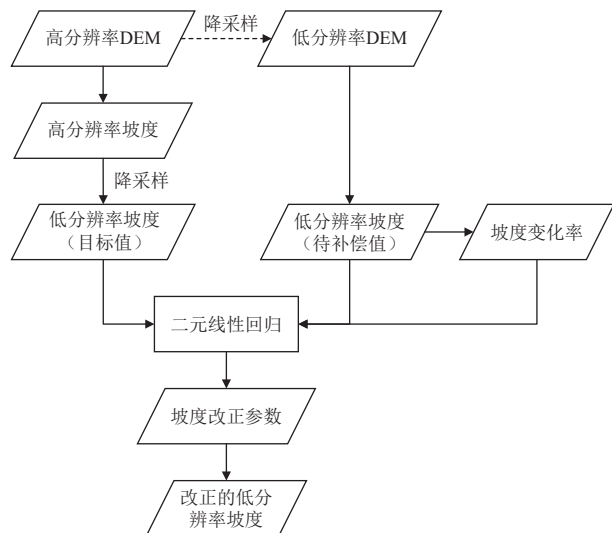 高分辨率DEM
降采样
低分辨率DEM
高分辨率坡度
降采样
低分辨率坡度
（目标值）
低分辨率坡度
（待补偿值）
坡度变化率
二元线性回归
坡度改正参数
改正的低分
辨率坡度